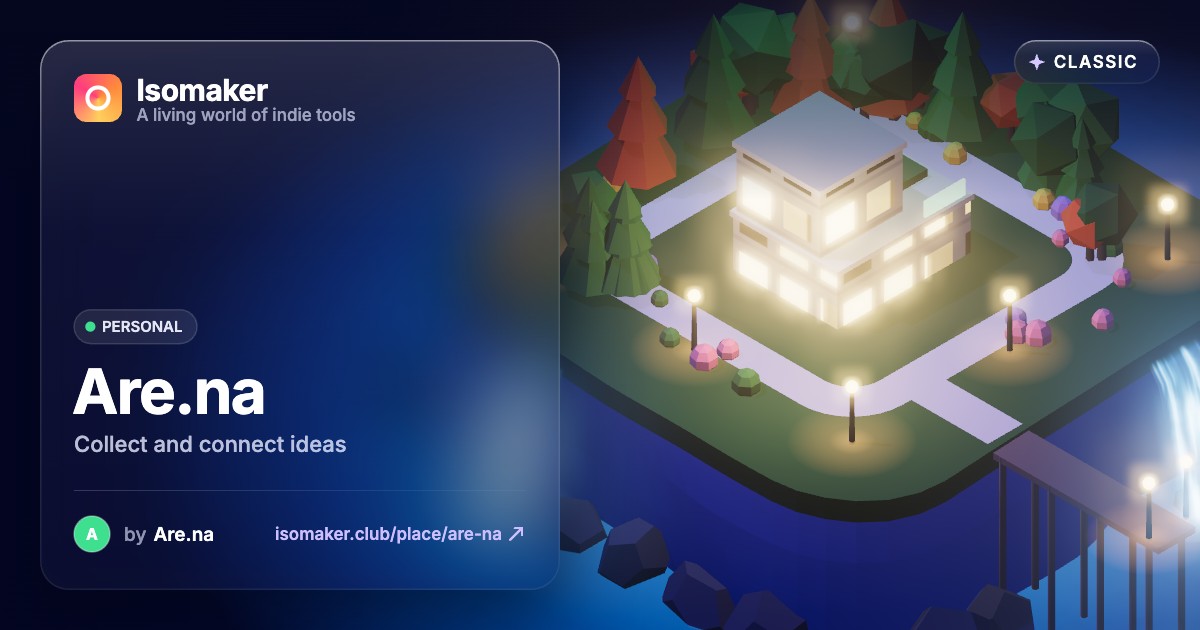 Isomaker
A living world of indie tools
CLASSIC
PERSONAL
Are.na
Collect and connect ideas
A
by Are.na
isomaker.club/place/are-na ↗